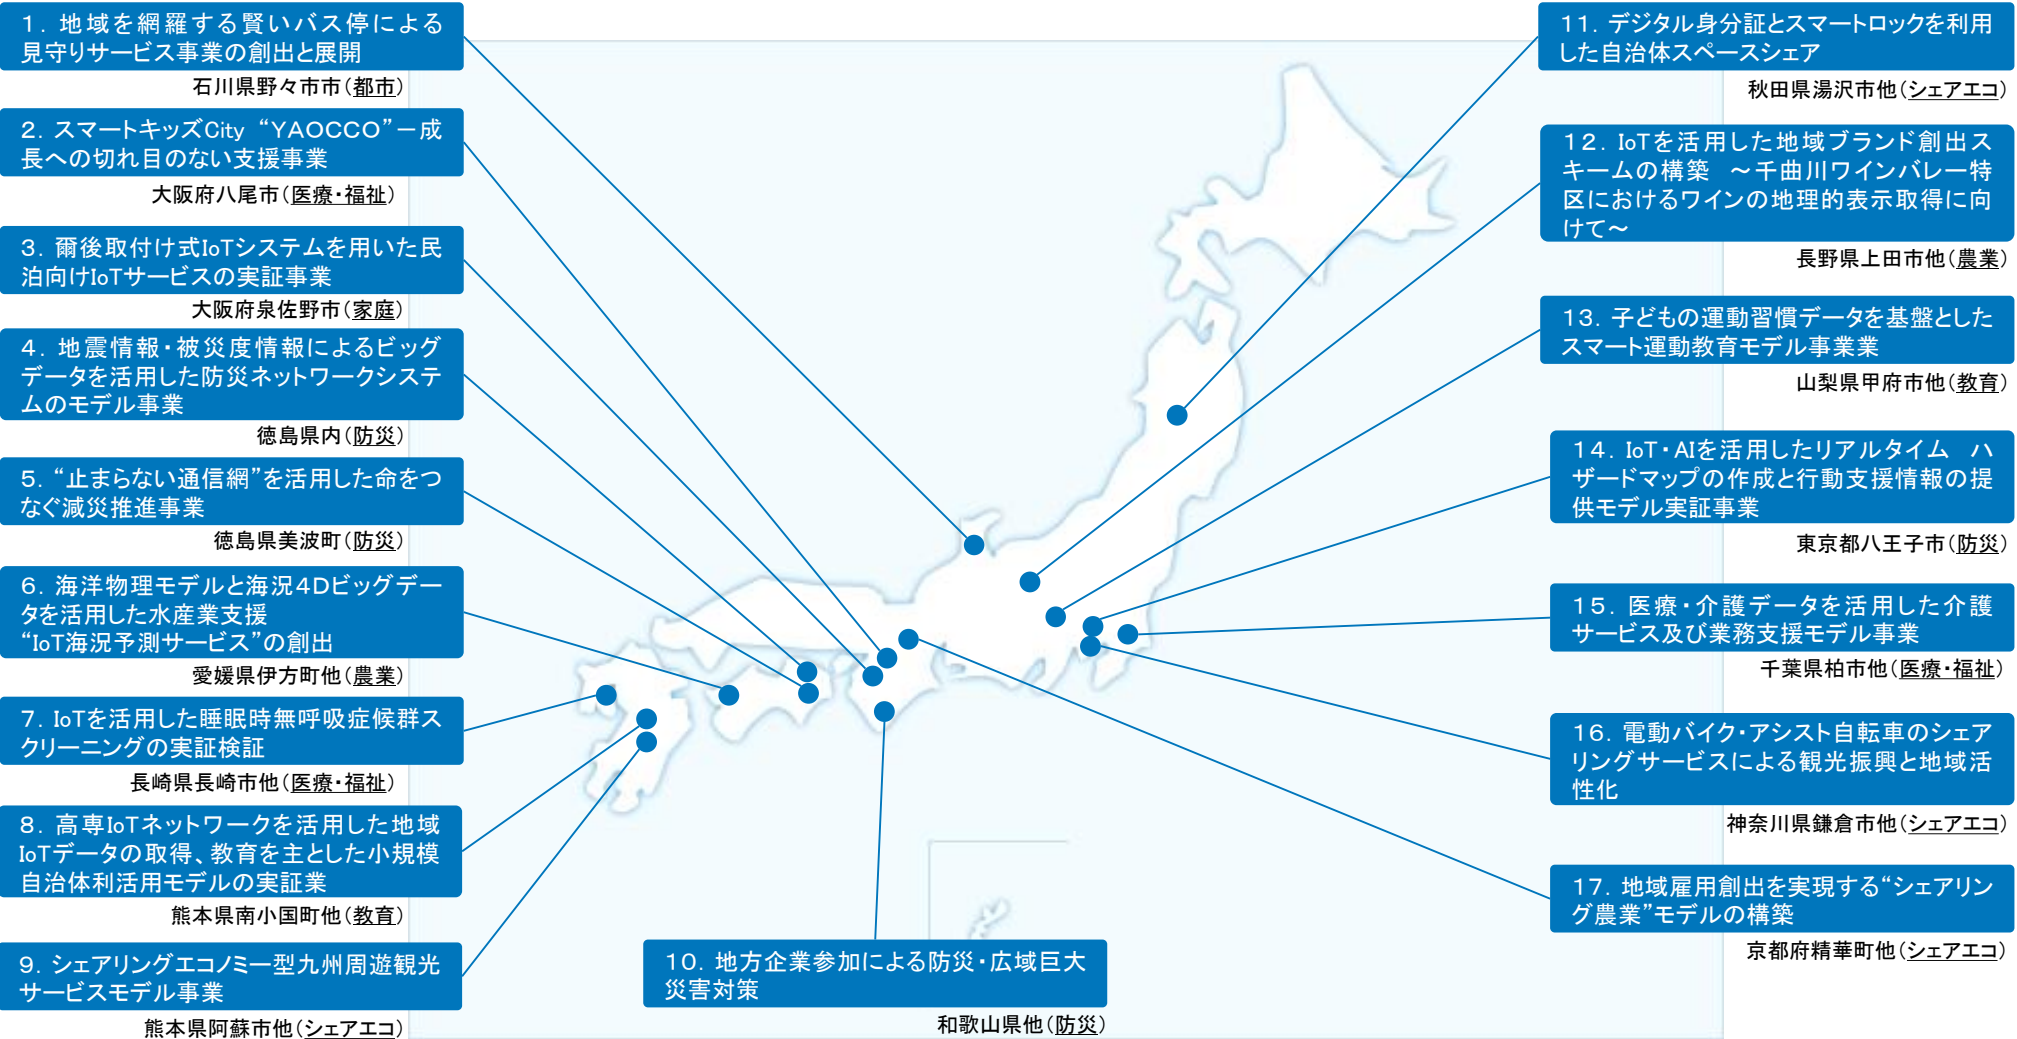 1. 地域を網羅する賢いバス停による
見守りサービス事業の創出と展開
石川県野々市市（都市）
2. スマートキッズCity “YAOCCO”－成
長への切れ目のない支援事業
大阪府八尾市（医療・福祉）
3. 爾後取付け式IoTシステムを用いた民
泊向けIoTサービスの実証事業
大阪府泉佐野市（家庭）
4. 地震情報・被災度情報によるビッグ
データを活用した防災ネットワークシステ
ムのモデル事業
徳島県内（防災）
5. “止まらない通信網”を活用した命をつ
なぐ減災推進事業
徳島県美波町（防災）
6. 海洋物理モデルと海況4Dビッグデー
タを活用した水産業支援
“IoT海況予測サービス”の創出
愛媛県伊方町他（農業）
7. IoTを活用した睡眠時無呼吸症候群ス
クリーニングの実証検証
長崎県長崎市他（医療・福祉）
8. 高専IoTネットワークを活用した地域
IoTデータの取得、教育を主とした小規模
自治体利活用モデルの実証業
熊本県南小国町他（教育）
9. シェアリングエコノミー型九州周遊観光
サービスモデル事業
熊本県阿蘇市他（シェアエコ）
10. 地方企業参加による防災・広域巨大
災害対策
和歌山県他（防災）
11. デジタル身分証とスマートロックを利用
した自治体スペースシェア
秋田県湯沢市他（シェアエコ）
12. IoTを活用した地域ブランド創出ス
キームの構築　～千曲川ワインバレー特
区におけるワインの地理的表示取得に向
けて～
長野県上田市他（農業）
13. 子どもの運動習慣データを基盤とした
スマート運動教育モデル事業業
山梨県甲府市他（教育）
14. IoT・AIを活用したリアルタイム　ハ
ザードマップの作成と行動支援情報の提
供モデル実証事業
東京都八王子市（防災）
15. 医療・介護データを活用した介護
サービス及び業務支援モデル事業
千葉県柏市他（医療・福祉）
16. 電動バイク・アシスト自転車のシェア
リングサービスによる観光振興と地域活
性化
神奈川県鎌倉市他（シェアエコ）
17. 地域雇用創出を実現する“シェアリン
グ農業”モデルの構築
京都府精華町他（シェアエコ）